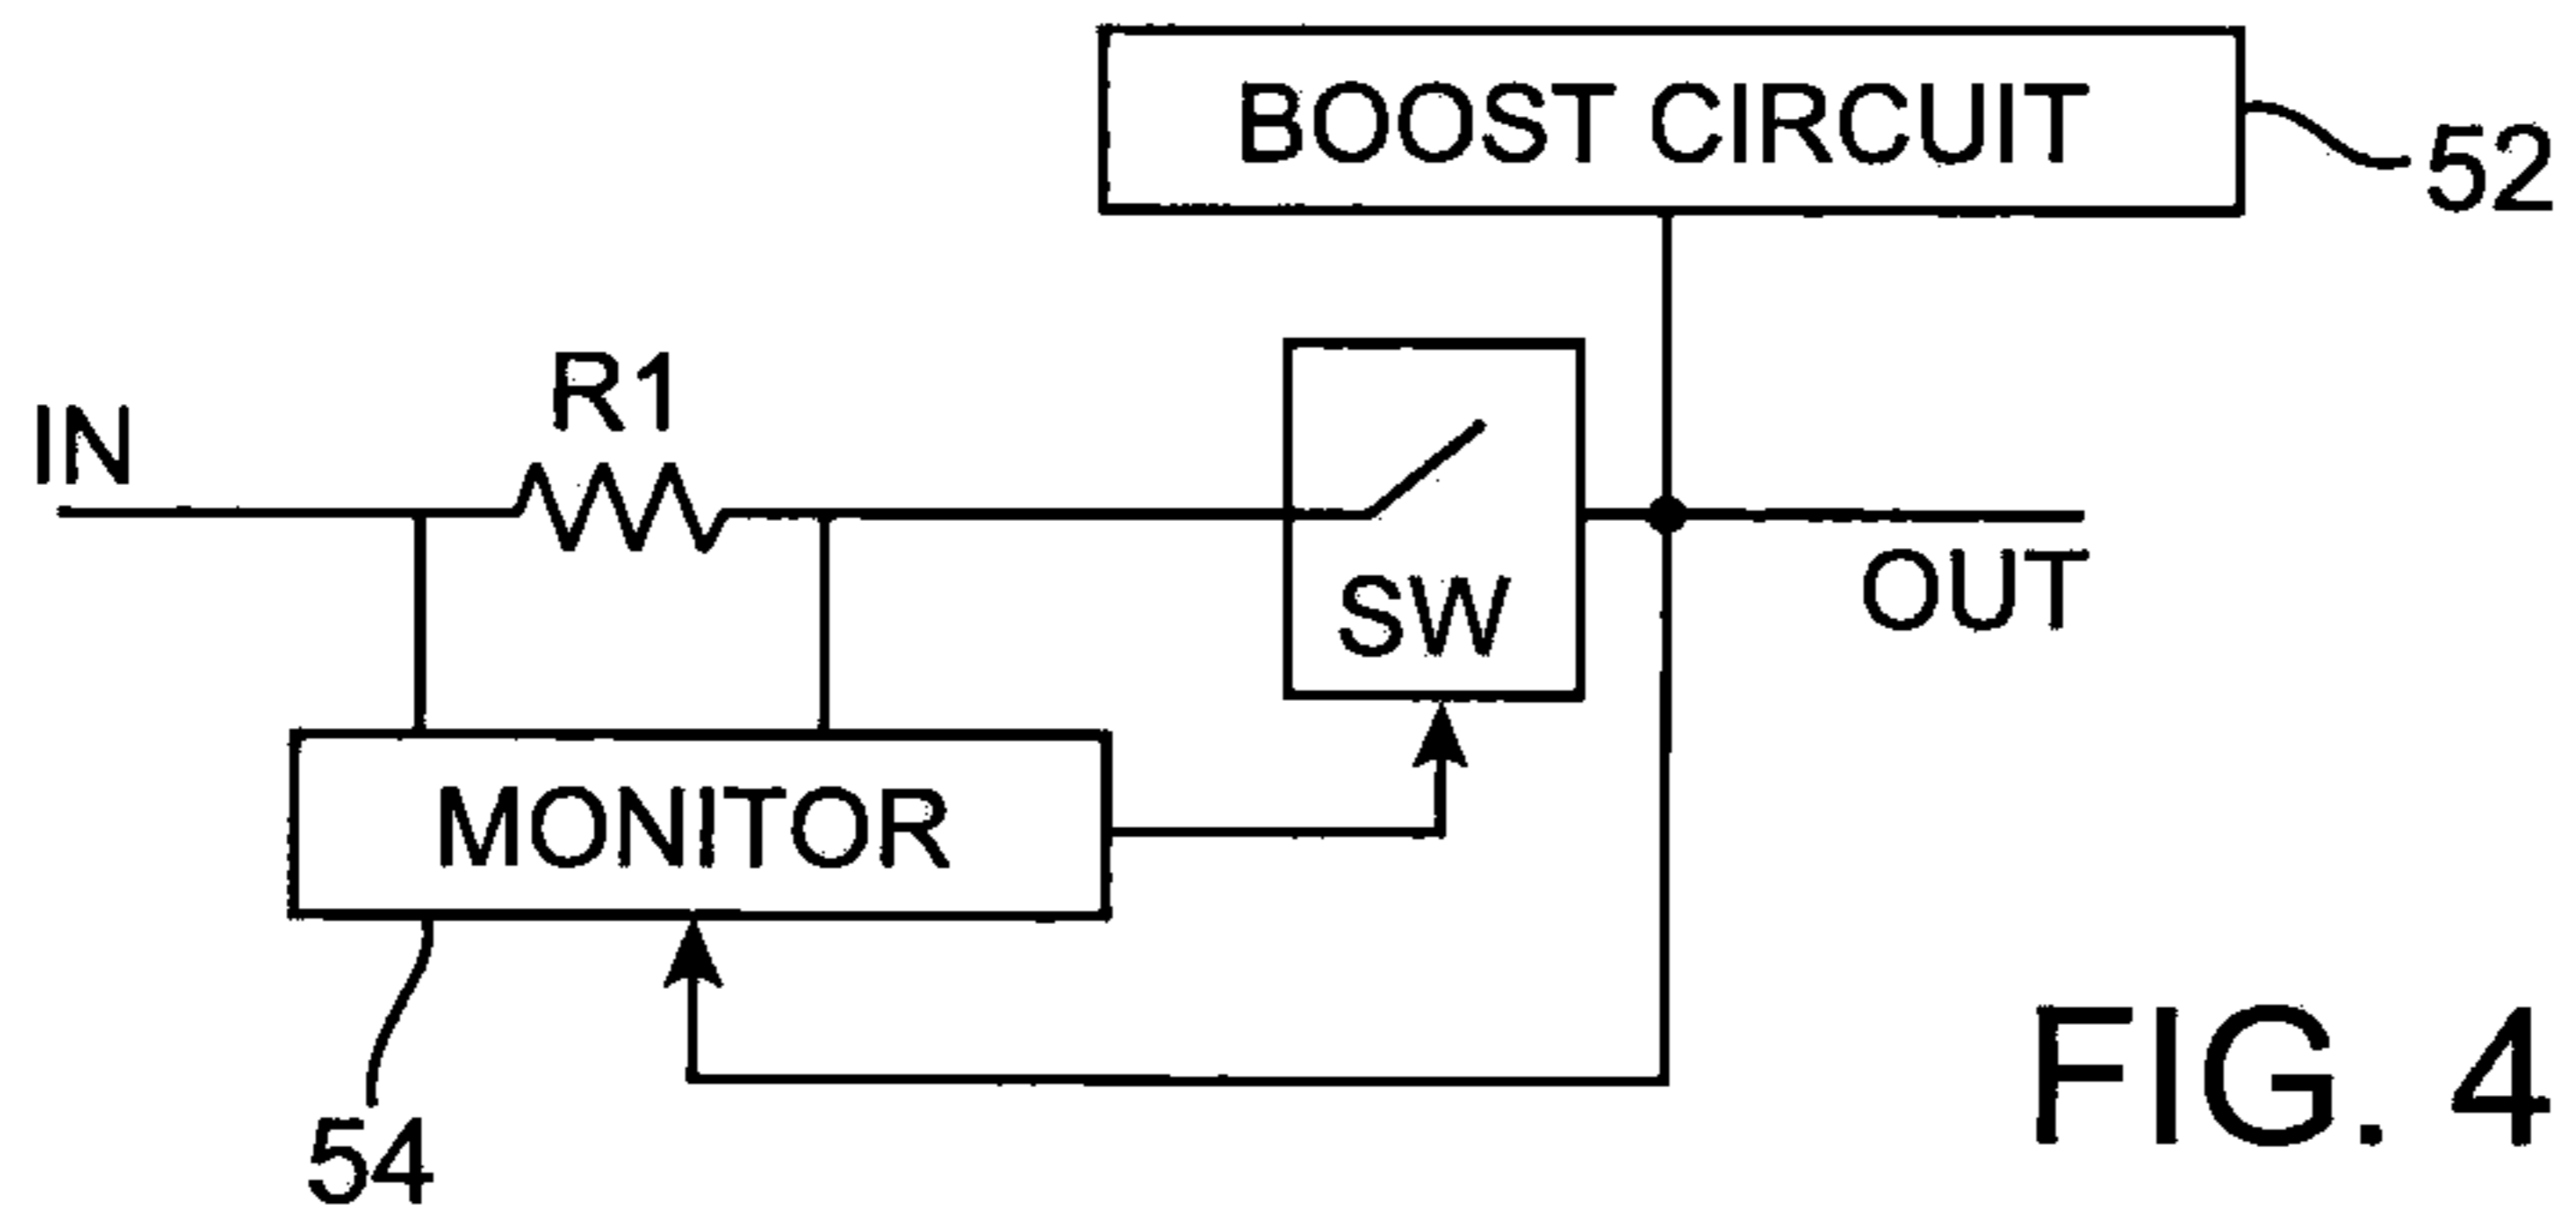 BOOST CIRCUIT
52
R1
IN
SW
OUT
MONITOR
54
FIG. 4